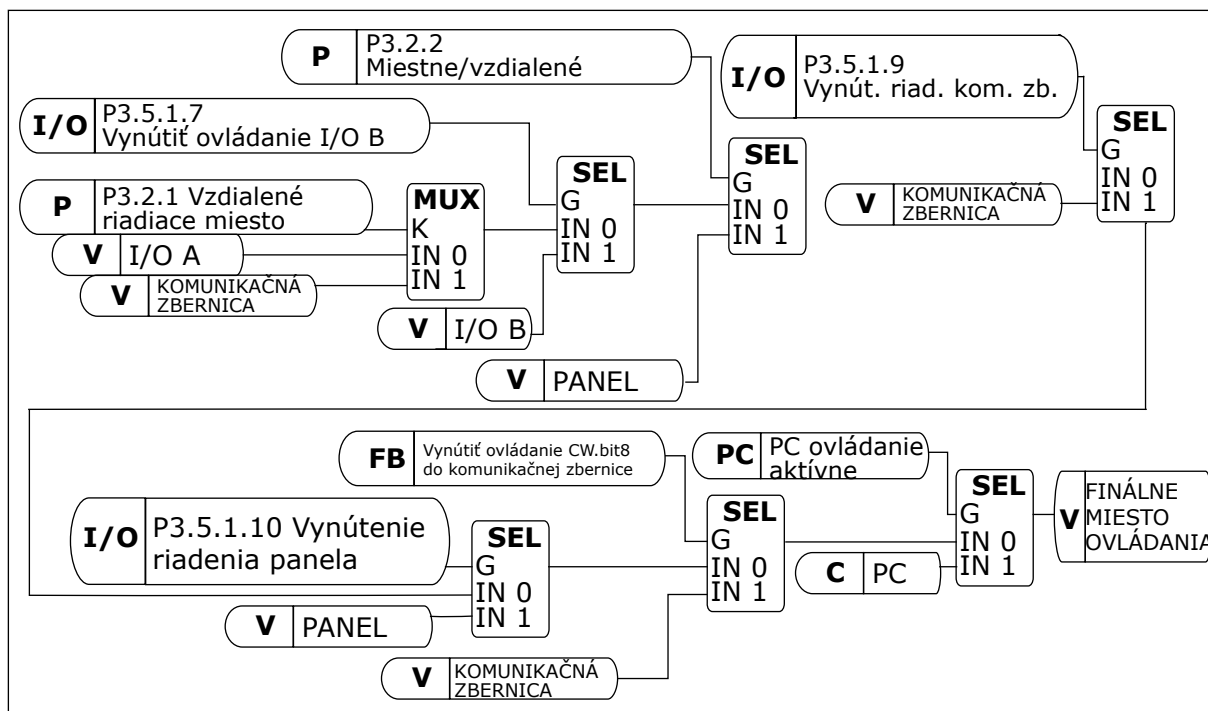 P
P3.2.2
Miestne/vzdialené
I/O
P3.5.1.9
Vynút. riad. kom. zb.
I/O
P3.5.1.7
Vynútiť ovládanie I/O B
SEL
G
IN 0
IN 1
SEL
G
IN 0
IN 1
SEL
G
IN 0
IN 1
P
P3.2.1 Vzdialené
riadiace miesto
MUX
K
IN 0
IN 1
V
KOMUNIKAČNÁ
ZBERNICA
V
I/O A
V
KOMUNIKAČNÁ
ZBERNICA
V
I/O B
V
PANEL
FB
Vynútiť ovládanie CW.bit8
do komunikačnej zbernice
PC
PC ovládanie
aktívne
SEL
G
IN 0
IN 1
V
FINÁLNE
MIESTO
OVLÁDANIA
I/O
P3.5.1.10 Vynútenie
riadenia panela
SEL
G
IN 0
IN 1
SEL
G
IN 0
IN 1
C
PC
V
PANEL
V
KOMUNIKAČNÁ
ZBERNICA